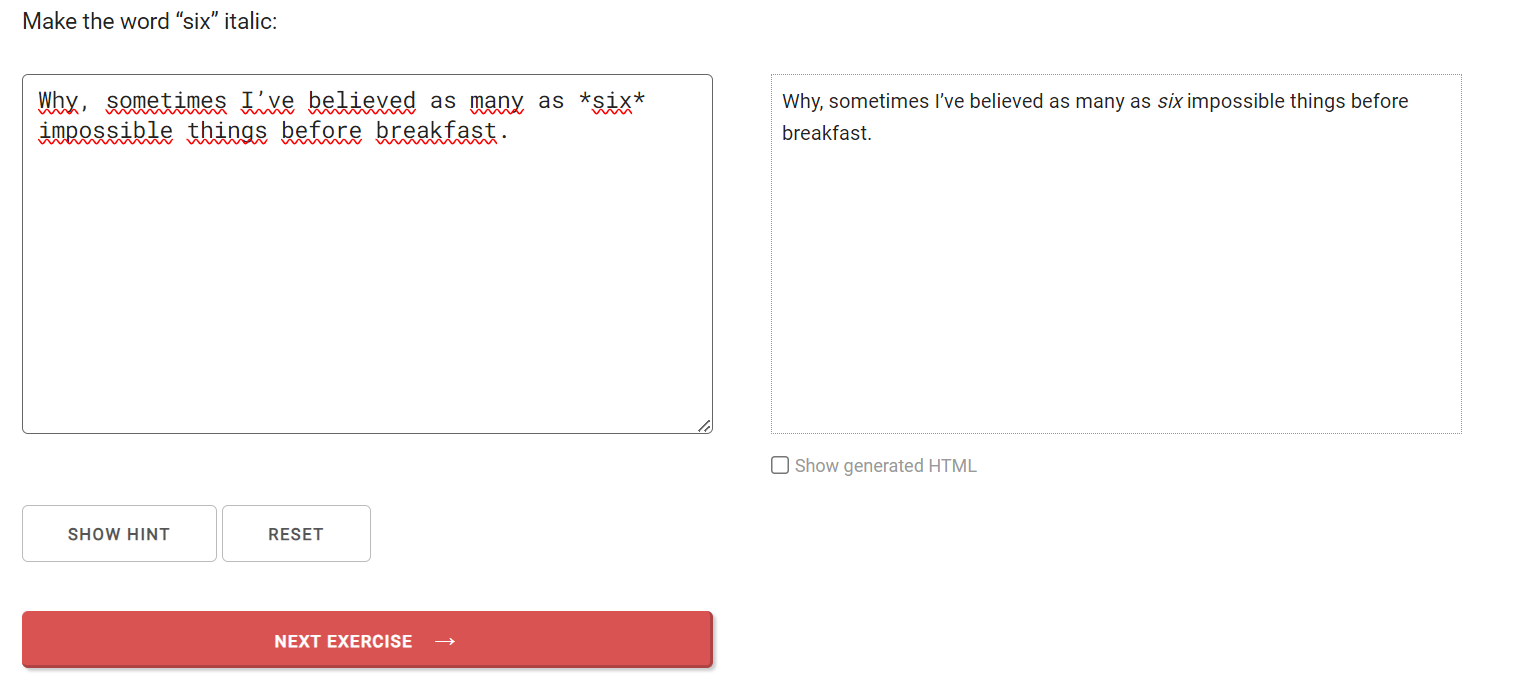 Make the word “six” italic:
Why, sometimes I’ve believed as many as *six*
impossible things before breakfast.
Why, sometimes I’ve believed as many as six impossible things before
breakfast.
Show generated HTML
SHOW HINT
RESET
NEXT EXERCISE →